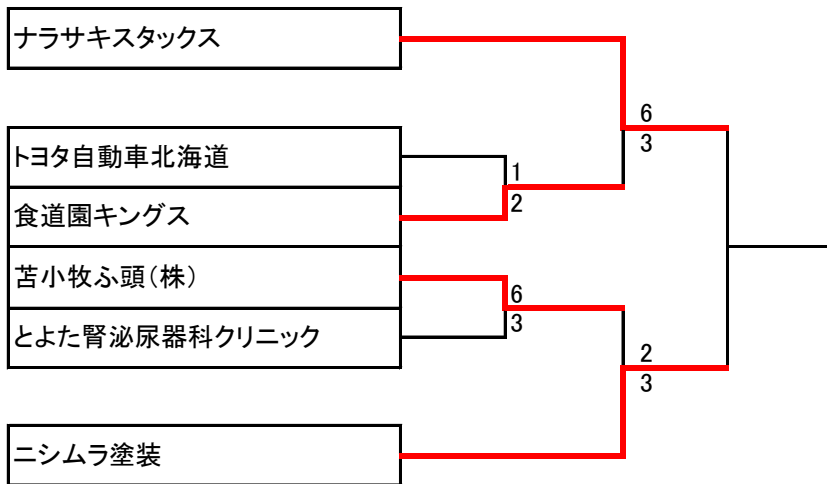 ナラサキスタックス
6
3
トヨタ自動車北海道
1
食道園キングス
2
苫小牧ふ頭(株)
6
とよた腎泌尿器科クリニック
3
2
3
ニシムラ塗装